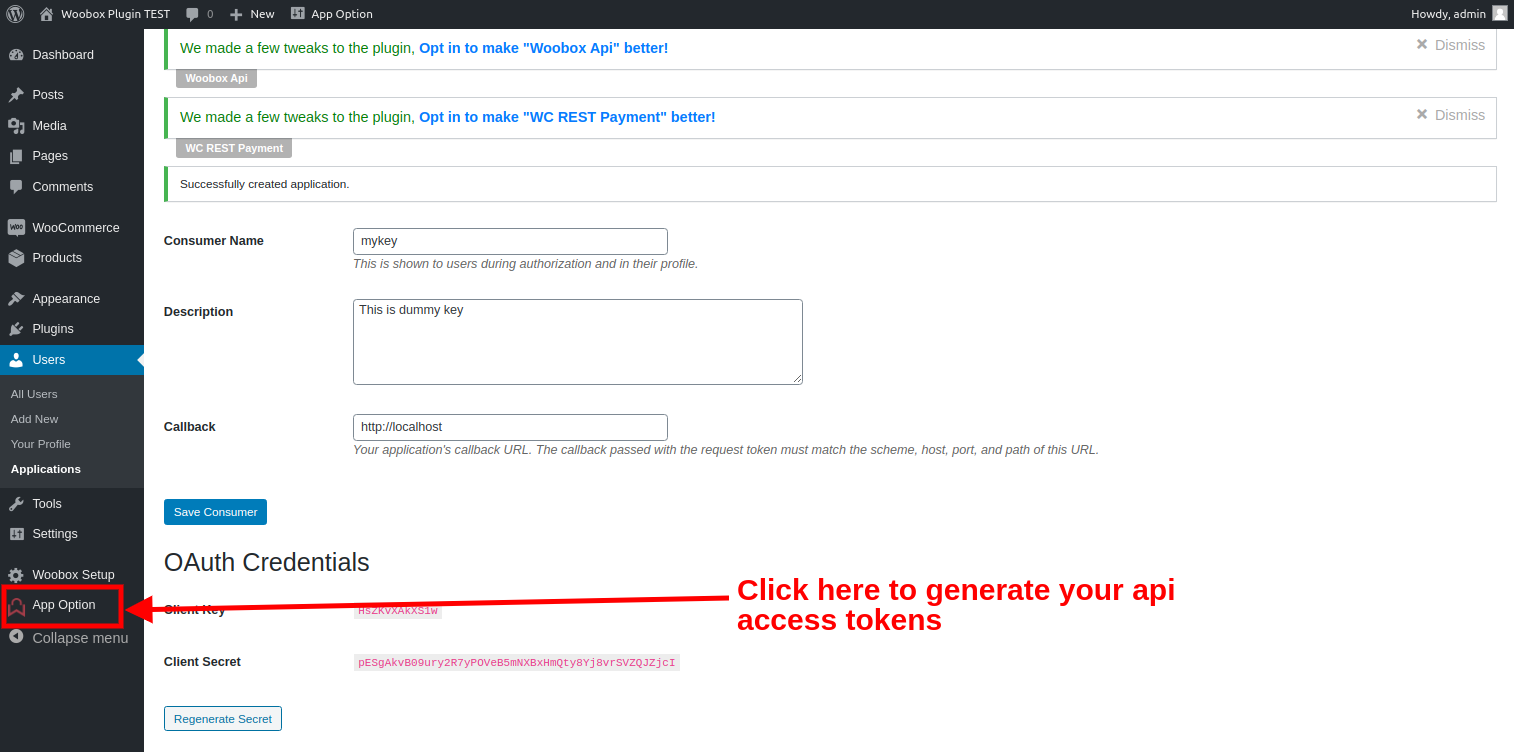 Woobox Plugin TEST 0 New App Option Howdy, admin
Dashboard
Posts
Media
Pages
Comments
WooCommerce
Products
Appearance
Plugins
Users
All Users
Add New
Your Profile
Applications
Tools
Settings
Woobox Setup
App Option
Collapse menu
We made a few tweaks to the plugin, Opt in to make "Woobox Api" better! Dismiss
Woobox Api
We made a few tweaks to the plugin, Opt in to make "WC REST Payment" better! Dismiss
WC REST Payment
Successfully created application.
Consumer Name mykey
This is shown to users during authorization and in their profile.
Description This is dummy key
Callback http://localhost
Your application's callback URL. The callback passed with the request token must match the scheme, host, port, and path of this URL.
Save Consumer
OAuth Credentials
Click here to generate your api
access tokens
Client Key
Client Secret pESgAkvB09ury2R7yPOVeB5mNXBxHmQty8Yj8vrSVZQJZjcI
Regenerate Secret